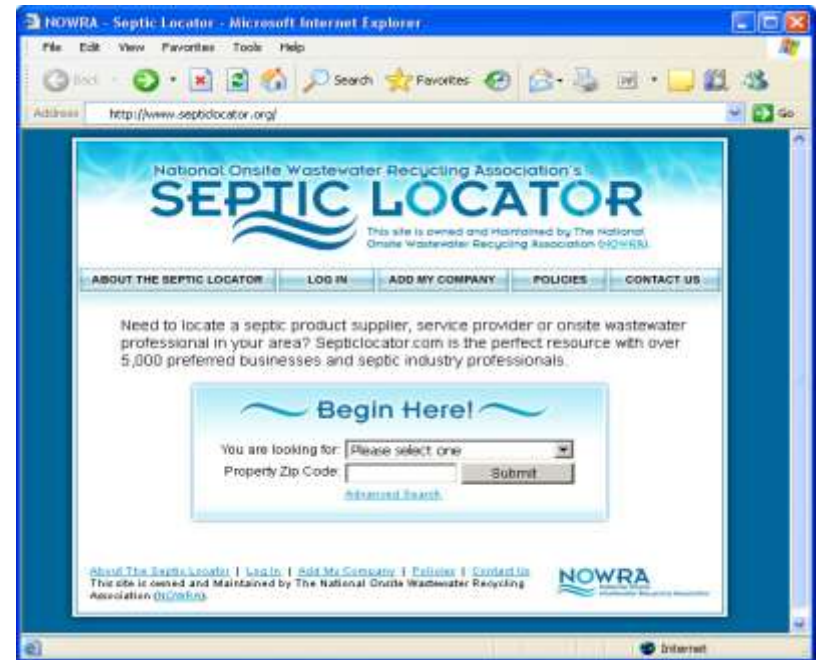 NOWRA - Septic Locator - Microsoft Internet Explorer
File Edit View Favorites Tools Help
Back Search Favorites
Address http://www.septiclocator.org/ Go
National Onsite Wastewater Recycling Association's
SEPTIC LOCATOR
This site is owned and Maintained by The National
Onsite Wastewater Recycling Association (NOWRA).
ABOUT THE SEPTIC LOCATOR LOG IN ADD MY COMPANY POLICIES CONTACT US
Need to locate a septic product supplier, service provider or onsite wastewater
professional in your area? Septiclocator.com is the perfect resource with over
5,000 preferred businesses and septic industry professionals.
Begin Here!
You are looking for: Please select one
Property Zip Code: Submit
Advanced Search
About The Septic Locator | Log In | Add My Company | Policies | Contact Us
This site is owned and Maintained by The National Onsite Wastewater Recycling
Association (NOWRA).
NOWRA
Internet